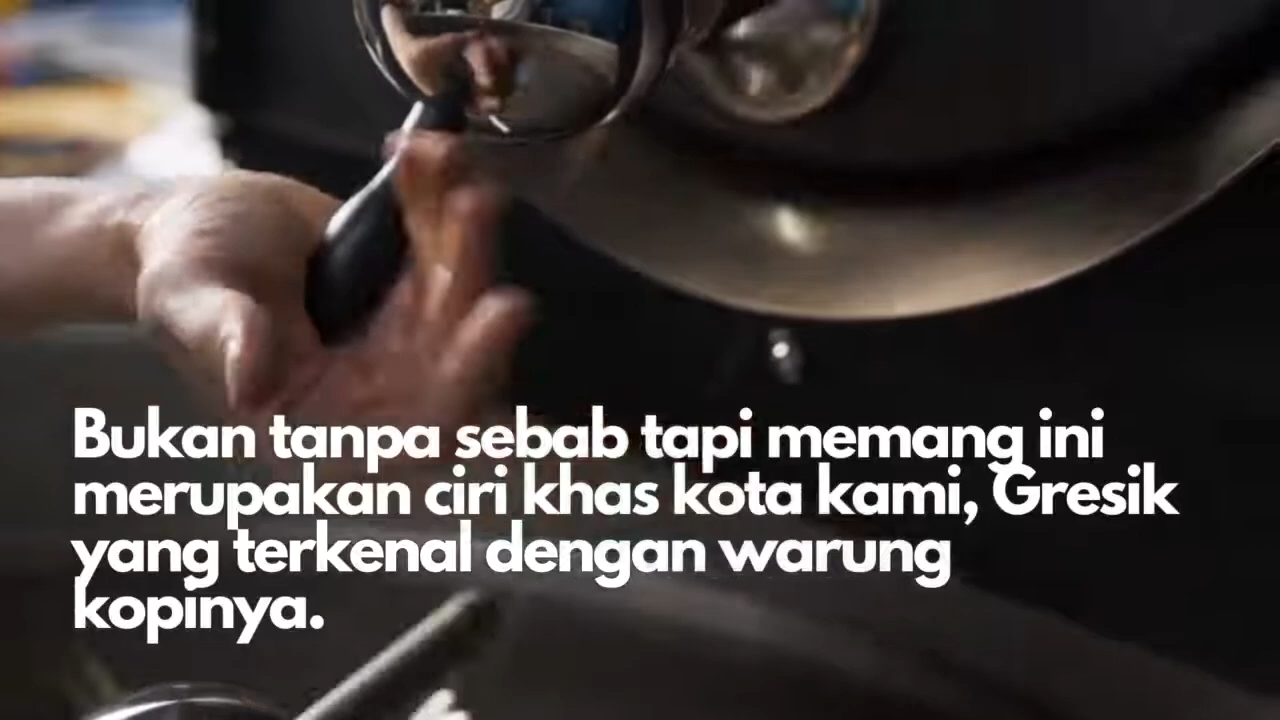 Bukan tanpa sebab tapi memang ini
merupakan ciri khas kota kami, Gresik
yang terkenal dengan warung
kopinya.